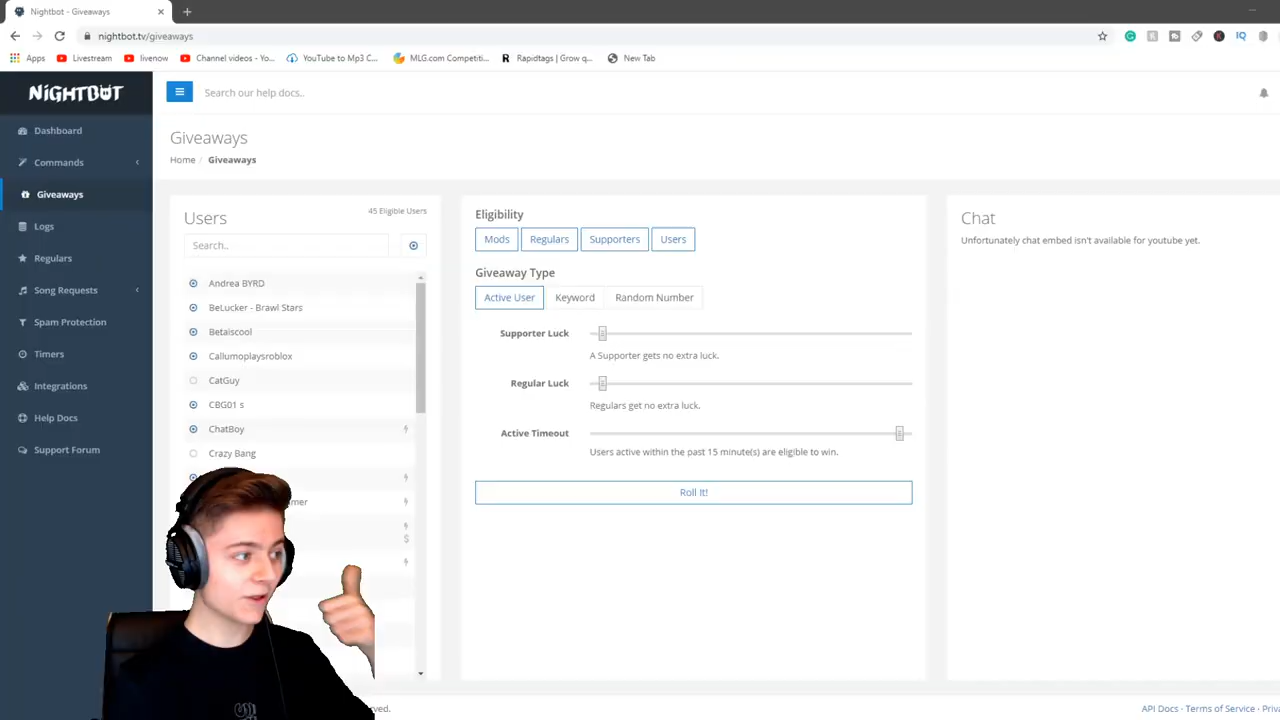 Nightbot - Giveaways
nightbot.tv/giveaways
Apps
Livestream
livenow
Channel videos - Yo...
YouTube to Mp3 C...
MLG.com Competiti...
Rapidtags | Grow q...
New Tab
NIGHTBOT
Search our help docs..
Dashboard
Commands
Giveaways
Logs
Regulars
Song Requests
Spam Protection
Timers
Integrations
Help Docs
Support Forum
Giveaways
Home / Giveaways
Users
45 Eligible Users
Search..
Andrea BYRD
BeLucker - Brawl Stars
Betaiscool
Callumoplaysroblox
CatGuy
CBG01 s
ChatBoy
Crazy Bang
mer
Eligibility
Mods Regulars Supporters Users
Giveaway Type
Active User Keyword Random Number
Supporter Luck
A Supporter gets no extra luck.
Regular Luck
Regulars get no extra luck.
Active Timeout
Users active within the past 15 minute(s) are eligible to win.
Roll It!
Chat
Unfortunately chat embed isn't available for youtube yet.
rved.
API Docs - Terms of Service - Priva